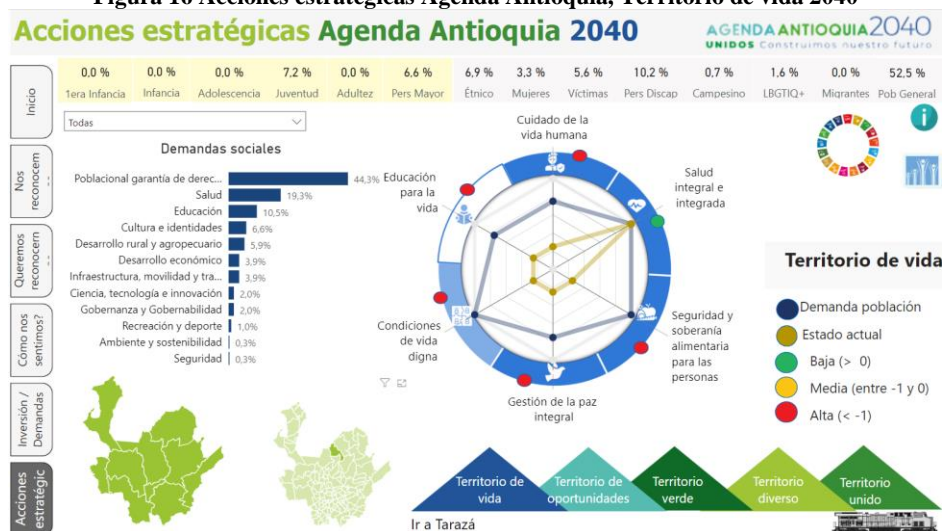 Figura 16 Acciones estratégicas Agenda Antioquia, Territorio de vida 2040
Acciones estratégicas Agenda Antioquia 2040
AGENDA ANTIOQUIA 2040
UNIDOS Construimos nuestro futuro
0,0 % 0,0 % 0,0 % 7,2 % 0,0 % 6,6 % 6,9 % 3,3 % 5,6 % 10,2 % 0,7 % 1,6 % 0,0 % 52,5 %
1era Infancia Infancia Adolescencia Juventud Adultez Pers Mayor Étnico Mujeres Víctimas Pers Discap Campesino LBGTIQ+ Migrantes Pob General
Inicio
Nos
reconocem
...
Queremos
reconocern
...
Cómo nos
sentimos?
Inversión /
Demandas
Acciones
estratégic
Todas
Demandas sociales
Poblacional garantía de derec... 44,3%
Salud 19,3%
Educación 10,5%
Cultura e identidades 6,6%
Desarrollo rural y agropecuario 5,9%
Desarrollo económico 3,9%
Infraestructura, movilidad y tra... 3,9%
Ciencia, tecnología e innovación 2,0%
Gobernanza y Gobernabilidad 2,0%
Recreación y deporte 1,0%
Ambiente y sostenibilidad 0,3%
Seguridad 0,3%
Cuidado de la
vida humana
Educación
para la
vida
Salud
integral e
integrada
Condiciones
de vida
digna
Seguridad y
soberanía
alimentaria
para las
personas
Gestión de la paz
integral
i
Territorio de vida
Demanda población
Estado actual
Baja (> 0)
Media (entre -1 y 0)
Alta (< -1)
Territorio de
vida
Territorio de
oportunidades
Territorio
verde
Territorio
diverso
Territorio
unido
Ir a Tarazá